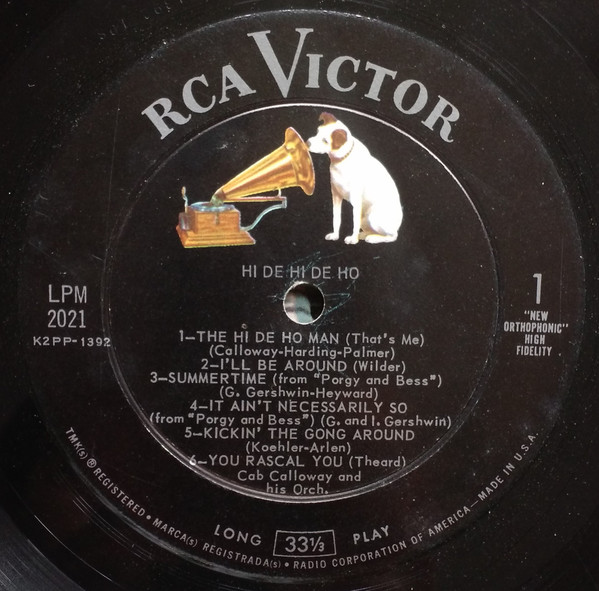 RCA VICTOR
HI DE HI DE HO
LPM
2021
K2PP-1392
1
"NEW
ORTHOPHONIC"
HIGH
FIDELITY
1—THE HI DE HO MAN (That's Me)
(Calloway-Harding-Palmer)
2—I'LL BE AROUND (Wilder)
3—SUMMERTIME (from "Porgy and Bess")
(G. Gershwin-Heyward)
4—IT AIN'T NECESSARILY SO
(from "Porgy and Bess") (G. and I. Gershwin)
5—KICKIN' THE GONG AROUND
(Koehler-Arlen)
6—YOU RASCAL YOU (Theard)
Cab Calloway and
his Orch.
LONG 33⅓ PLAY
TMK(s) ® REGISTERED • MARCA(s) REGISTRADA(s) • RADIO CORPORATION OF AMERICA—MADE IN U.S.A.